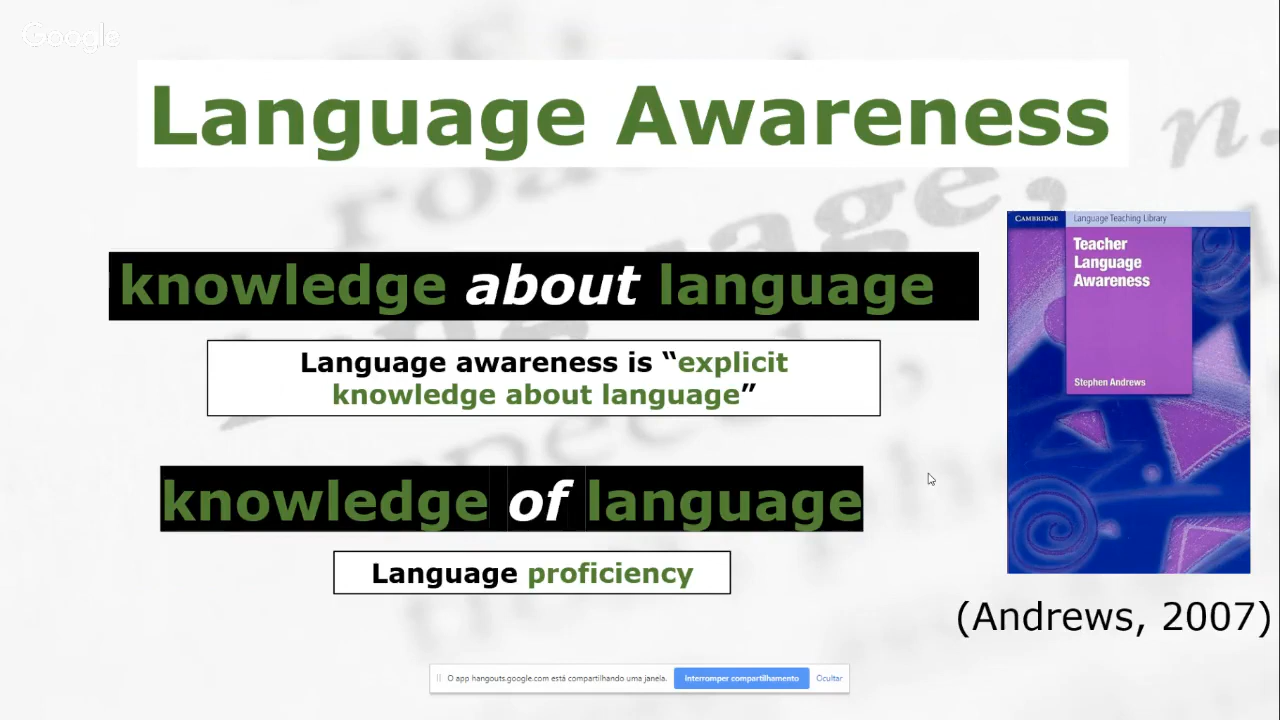 Google
Language Awareness
knowledge about language
Language awareness is “explicit
knowledge about language”
knowledge of language
Language proficiency
CAMBRIDGE Language Teaching Library
Teacher
Language
Awareness
Stephen Andrews
(Andrews, 2007)
O app hangouts.google.com está compartilhando uma janela. Interromper compartilhamento Ocultar